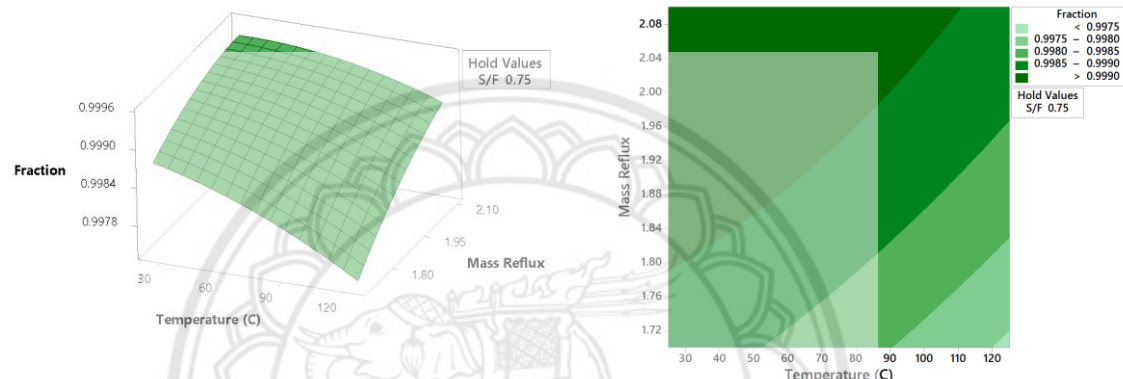 Hold Values
S/F 0.75
0.9996
0.9990
Fraction
0.9984
0.9978
2.10
1.95
Mass Reflux
1.80
30
60
90
120
Temperature (C)
2.08
2.04
2.00
1.96
1.92
1.88
1.84
1.80
1.76
1.72
Mass Reflux
30 40 50 60 70 80 90 100 110 120
Temperature (C)
Fraction
< 0.9975
0.9975 – 0.9980
0.9980 – 0.9985
0.9985 – 0.9990
> 0.9990
Hold Values
S/F 0.75